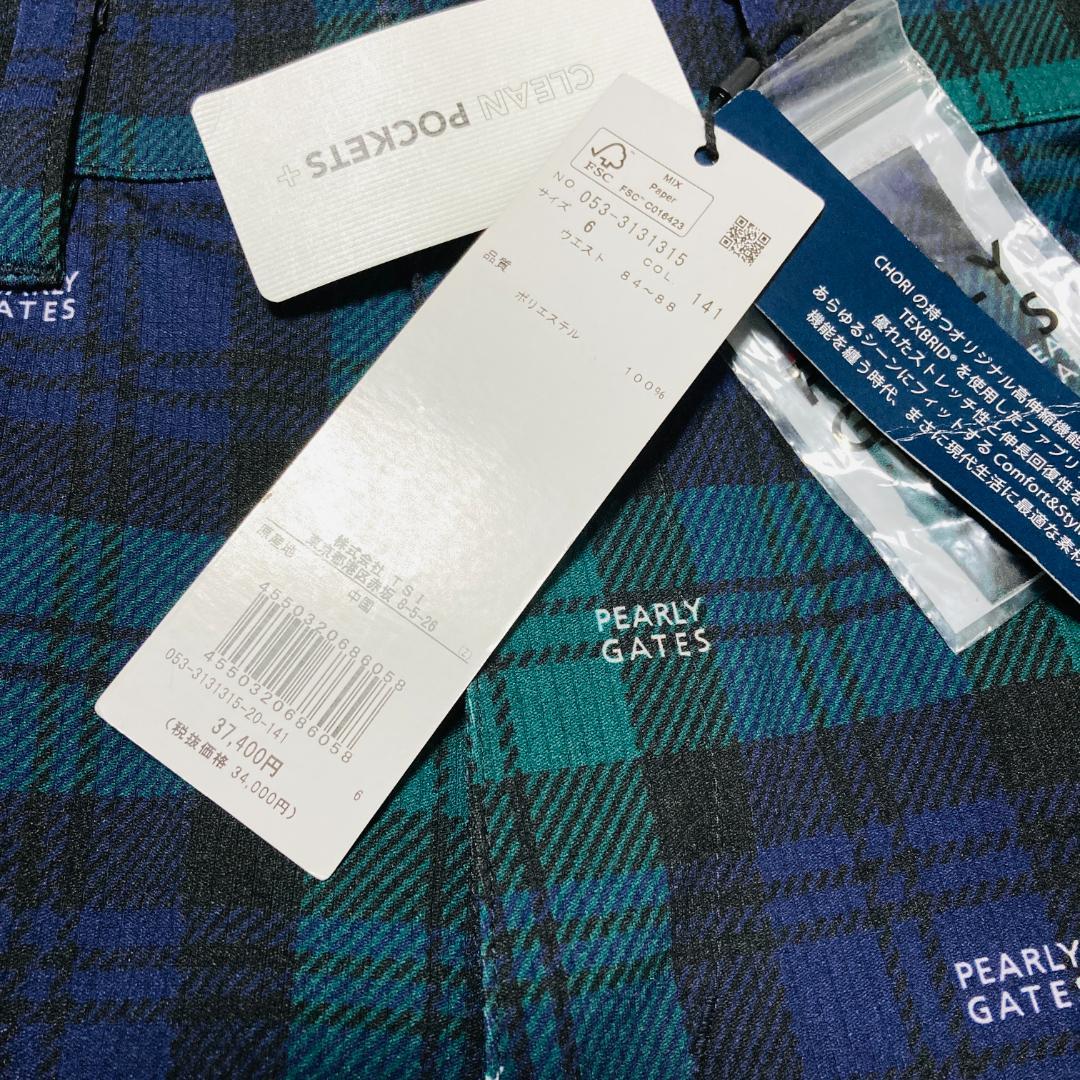 CLEAN POCKETS +
FSC
MIX
Paper
FSC™ C016423
NO 053-3131315
サイズ 6 COL. 141
ウエスト 84~88
品質
ポリエステル 100%
株式会社 TSI
東京都港区赤坂 8-5-26
原産地 中国
4550320686058
4550320686058
053-3131315-20-141
37,400円
(税抜価格 34,000円)
6
CHORI の持つオリジナル高伸縮機能
TEXBRID® を使用したファブリ
優れたストレッチ性と伸長回復性を
あらゆるシーンにフィットする Comfort&Style
機能を纏う時代、まさに現代生活に最適な素材
PEARLY
GATES
PEARLY
GATES
ARLY
ATES